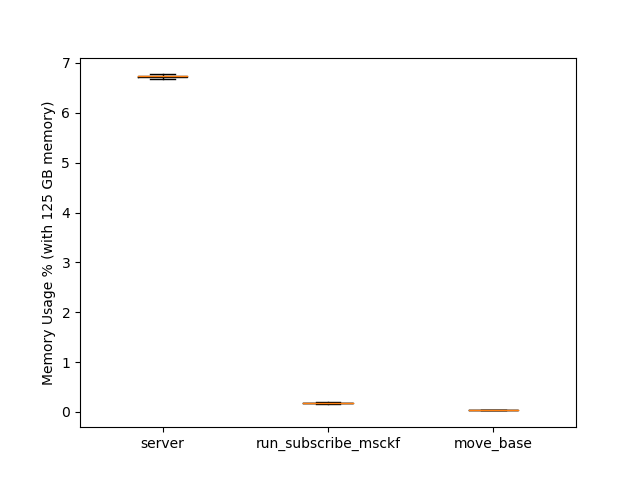 Memory Usage % (with 125 GB memory)
7
6
5
4
3
2
1
0
server
run_subscribe_msckf
move_base